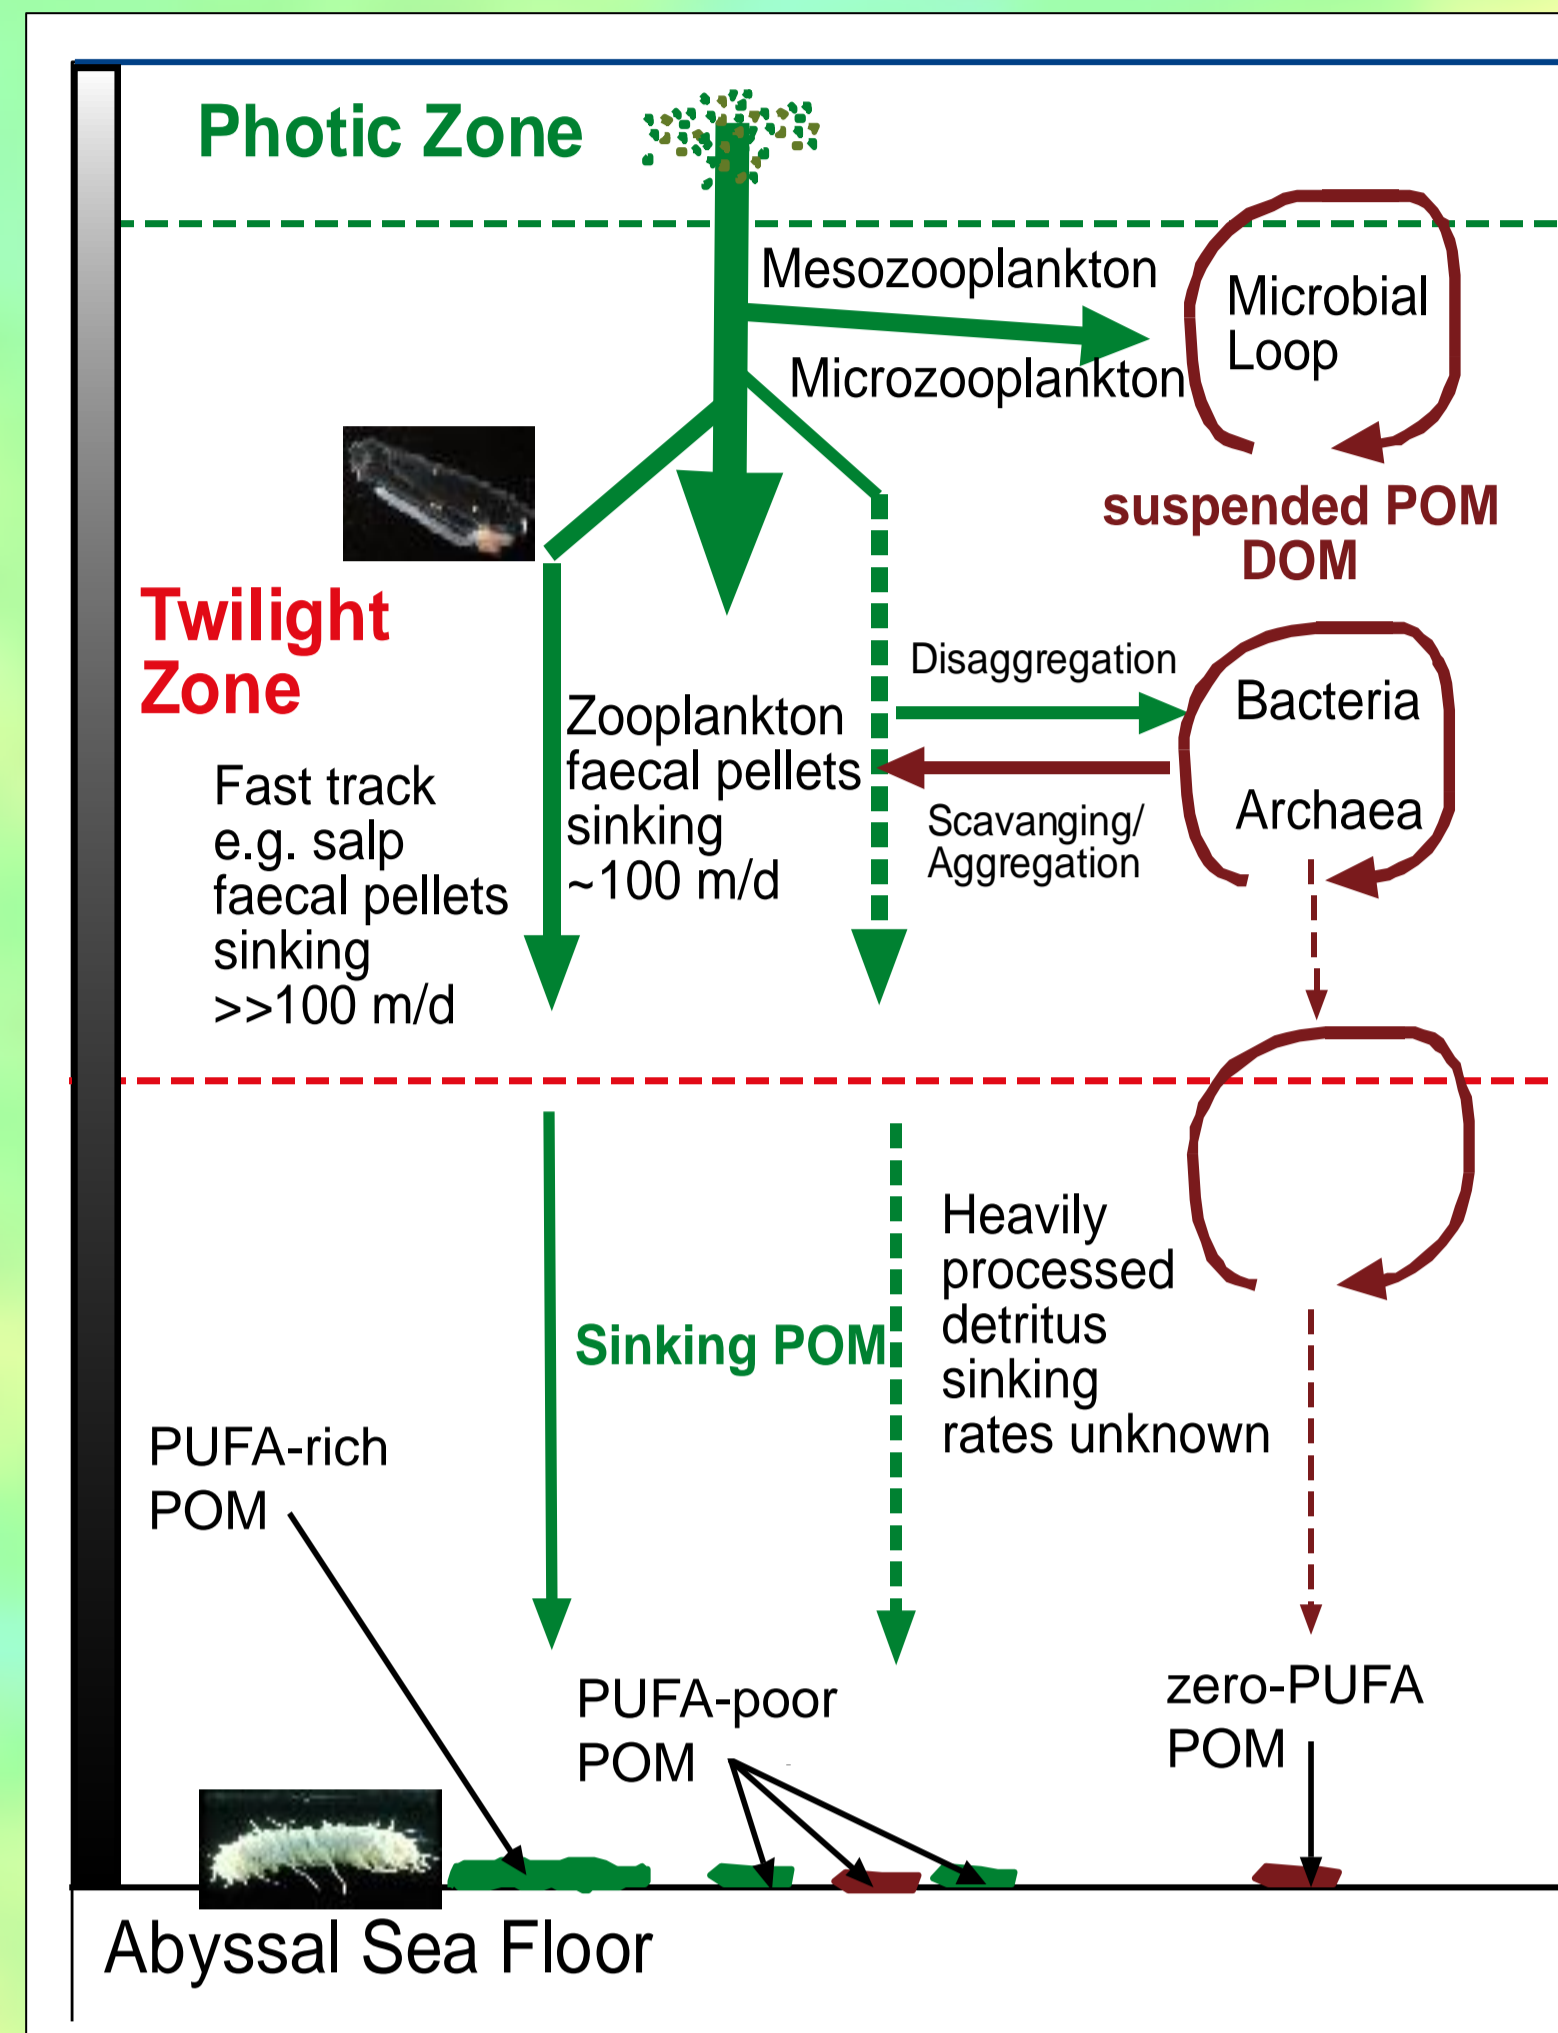 Photic Zone
Mesozooplankton
Microzooplankton
Microbial
Loop
suspended POM
DOM
Twilight
Zone
Fast track
e.g. salp
faecal pellets
sinking
>>100 m/d
Zooplankton
faecal pellets
sinking
~100 m/d
Disaggregation
Scavanging/
Aggregation
Bacteria
Archaea
Sinking POM
Heavily
processed
detritus
sinking
rates unknown
PUFA-rich
POM
PUFA-poor
POM
zero-PUFA
POM
Abyssal Sea Floor